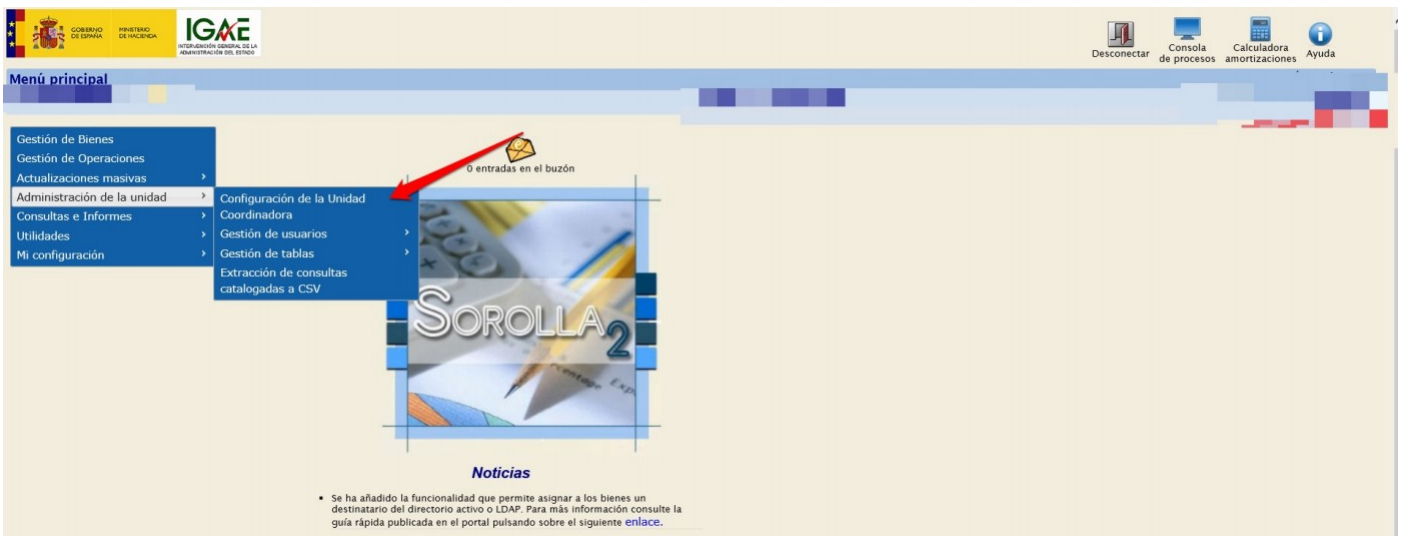 GOBIERNO
DE ESPAÑA
MINISTERIO
DE HACIENDA
IGAE
INTERVENCIÓN GENERAL DE LA
ADMINISTRACIÓN DEL ESTADO
Desconectar
Consola
de procesos
Calculadora
amortizaciones
Ayuda
Menú principal
Gestión de Bienes
Gestión de Operaciones
Actualizaciones masivas
Administración de la unidad
Consultas e Informes
Utilidades
Mi configuración
Configuración de la Unidad
Coordinadora
Gestión de usuarios
Gestión de tablas
Extracción de consultas
catalogadas a CSV
0 entradas en el buzón
SOROLLA2
Noticias
• Se ha añadido la funcionalidad que permite asignar a los bienes un
destinatario del directorio activo o LDAP. Para más información consulte la
guía rápida publicada en el portal pulsando sobre el siguiente enlace.